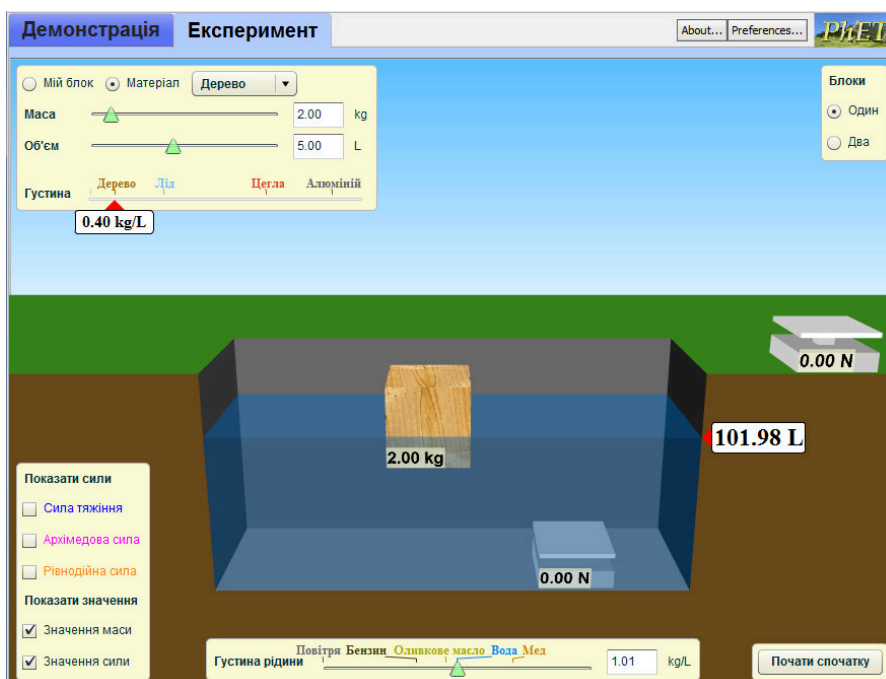 Демонстрація Експеримент About... Preferences... PhET
Мій блок Матеріал Дерево
Маса 2.00 kg
Об'єм 5.00 L
Дерево Лід Цегла Алюміній
Густина
0.40 kg/L
Блоки
Один
Два
0.00 N
101.98 L
2.00 kg
0.00 N
Показати сили
Сила тяжіння
Архімедова сила
Рівнодійна сила
Показати значення
Значення маси
Значення сили
Повітря Бензин Оливкове масло Вода Мед
Густина рідини 1.01 kg/L
Почати спочатку